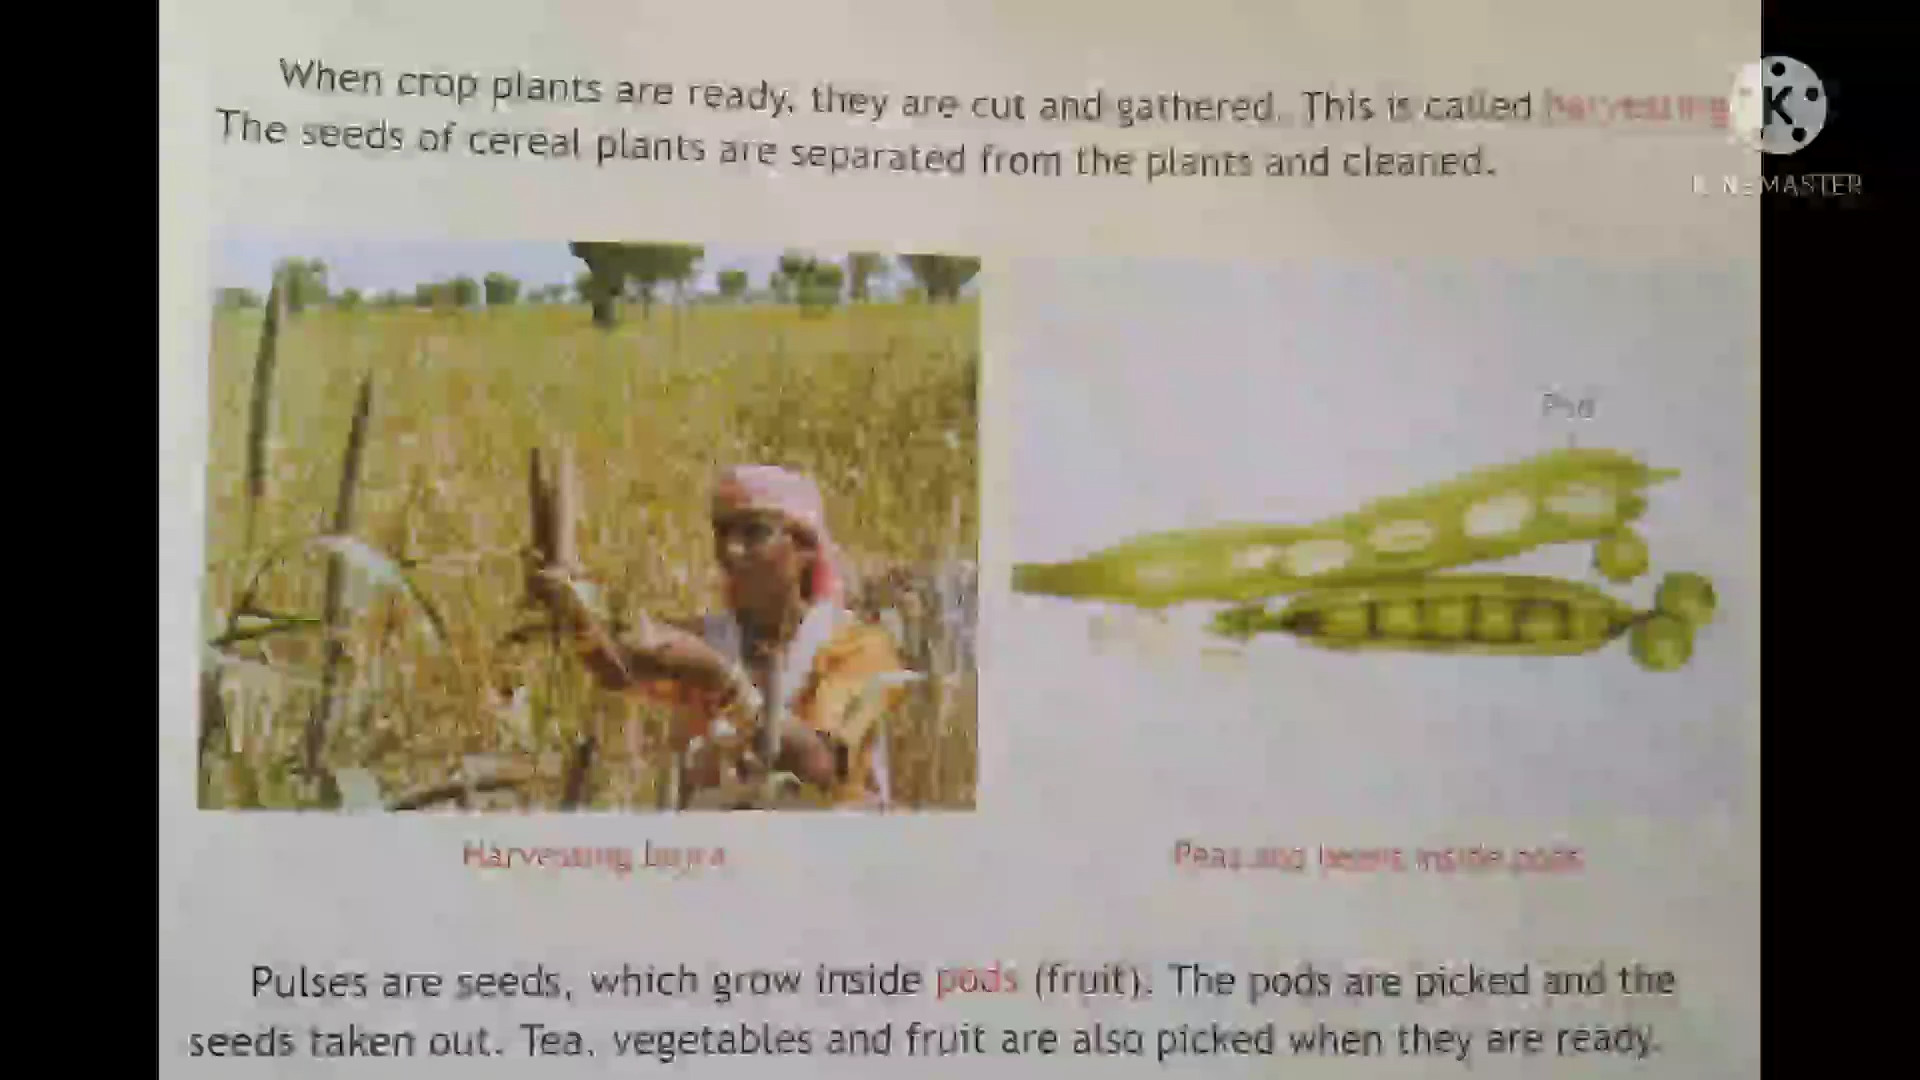 When crop plants are ready, they are cut and gathered. This is called harvesting
The seeds of cereal plants are separated from the plants and cleaned.
KINEMASTER
Pod
Harvesting bajra
Peas and beans inside pods
Pulses are seeds, which grow inside pods (fruit). The pods are picked and the
seeds taken out. Tea, vegetables and fruit are also picked when they are ready.